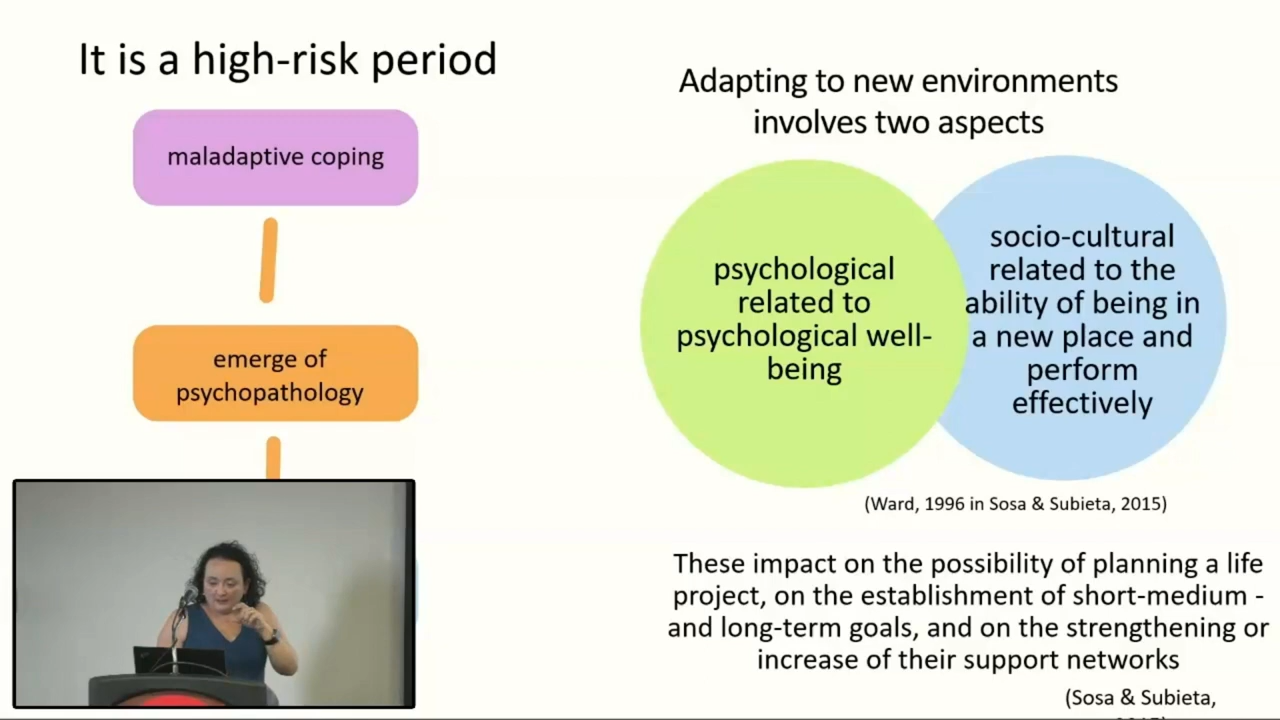 It is a high-risk period
maladaptive coping
emerge of
psychopathology
Adapting to new environments
involves two aspects
psychological
related to
psychological well-
being
socio-cultural
related to the
ability of being in
a new place and
perform
effectively
(Ward, 1996 in Sosa & Subieta, 2015)
These impact on the possibility of planning a life
project, on the establishment of short-medium -
and long-term goals, and on the strengthening or
increase of their support networks
(Sosa & Subieta,